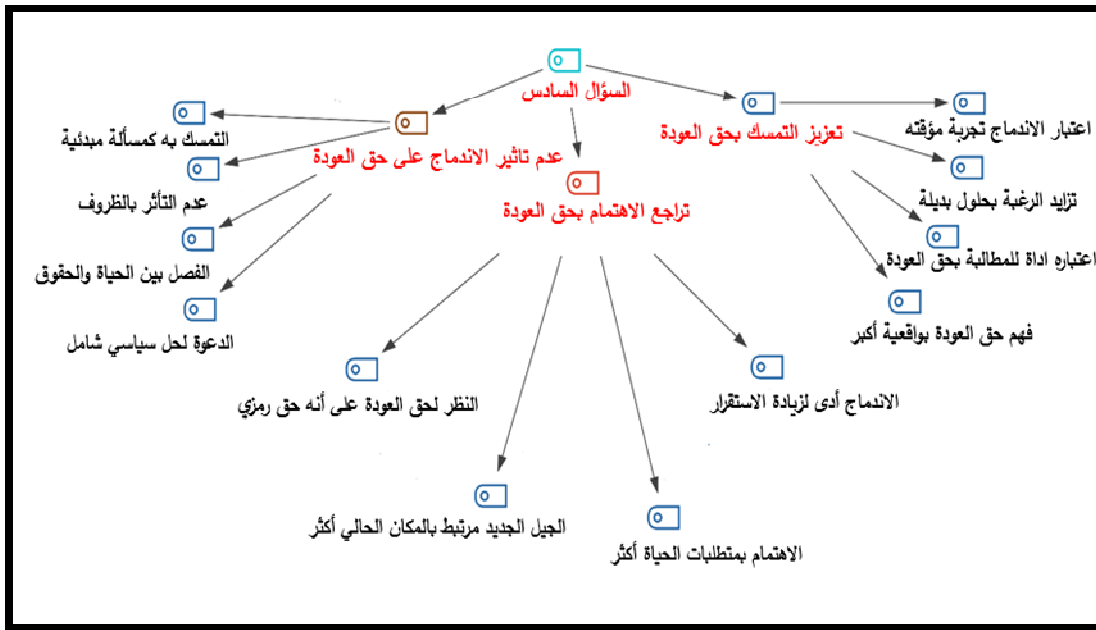 السؤال السادس
تعزيز التمسك بحق العودة
اعتبار الاندماج تجربة مؤقته
تزايد الرغبة بحلول بديلة
اعتباره اداة للمطالبة بحق العودة
فهم حق العودة بواقعية أكبر
تراجع الاهتمام بحق العودة
الاندماج أدى لزيادة الاستقرار
الاهتمام بمتطلبات الحياة أكثر
الجيل الجديد مرتبط بالمكان الحالي أكثر
النظر لحق العودة على أنه حق رمزي
عدم تاثير الاندماج على حق العودة
التمسك به كمسألة مبدئية
عدم التأثر بالظروف
الفصل بين الحياة والحقوق
الدعوة لحل سياسي شامل